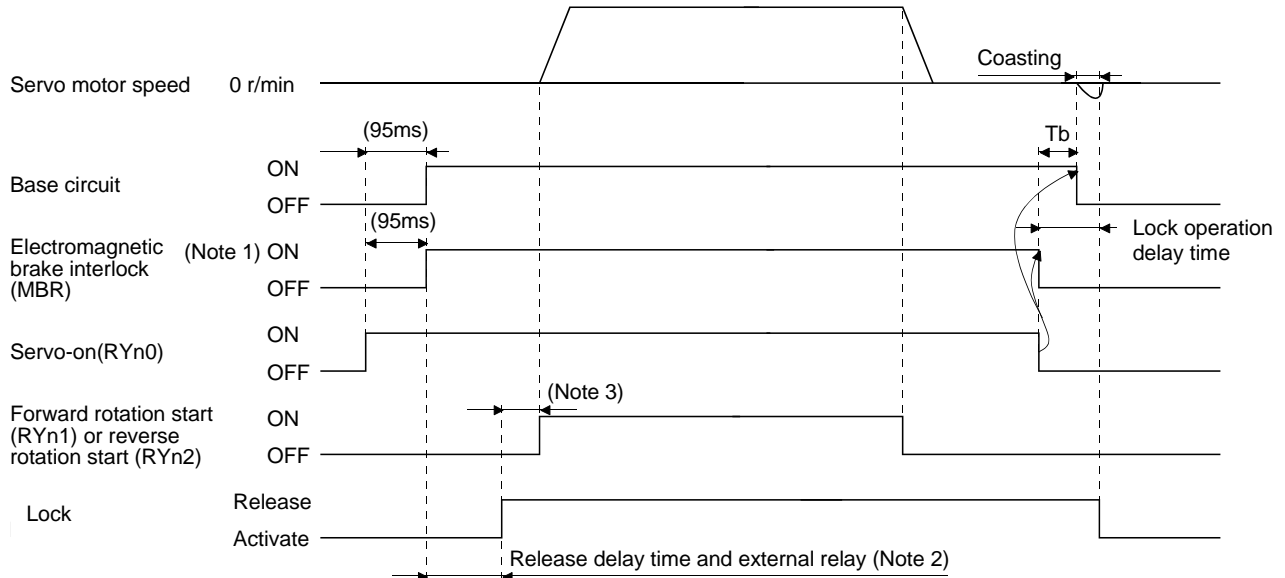 Coasting
Servo motor speed 0 r/min
(95ms)
Tb
Base circuit
ON
OFF
(95ms)
Lock operation
delay time
Electromagnetic
brake interlock
(MBR)
(Note 1) ON
OFF
Servo-on(RYn0)
ON
OFF
(Note 3)
Forward rotation start
(RYn1) or reverse
rotation start (RYn2)
ON
OFF
Lock
Release
Activate
Release delay time and external relay (Note 2)